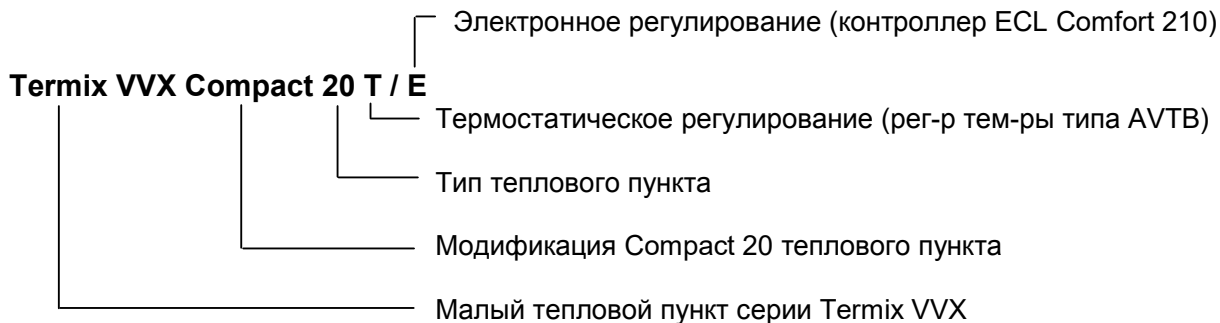 Электронное регулирование (контроллер ECL Comfort 210)
Termix VVX Compact 20 T / E
Термостатическое регулирование (рег-р тем-ры типа AVTB)
Тип теплового пункта
Модификация Compact 20 теплового пункта
Малый тепловой пункт серии Termix VVX